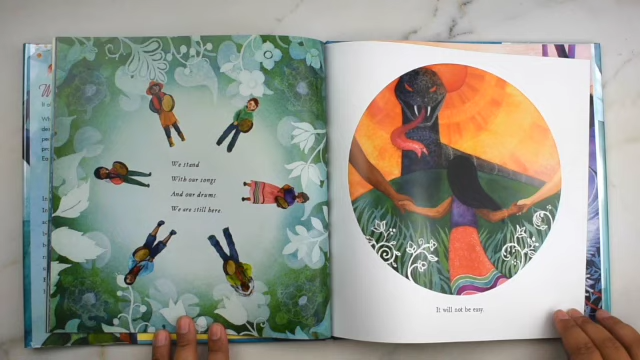 We stand
With our songs
And our drums.
We are still here.
It will not be easy.